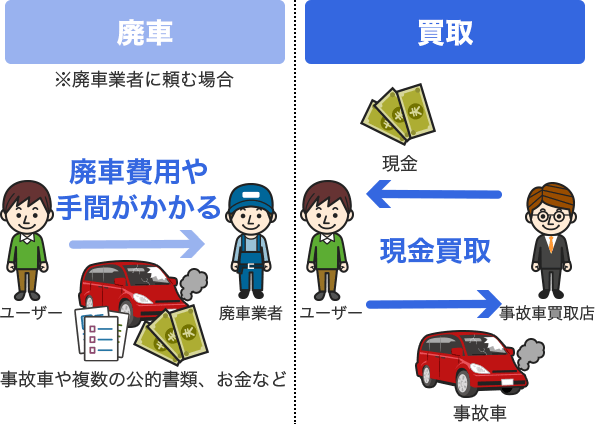 廃車
※廃車業者に頼む場合
廃車費用や
手間がかかる
ユーザー
廃車業者
事故車や複数の公的書類、お金など
買取
現金
現金買取
ユーザー
事故車買取店
事故車